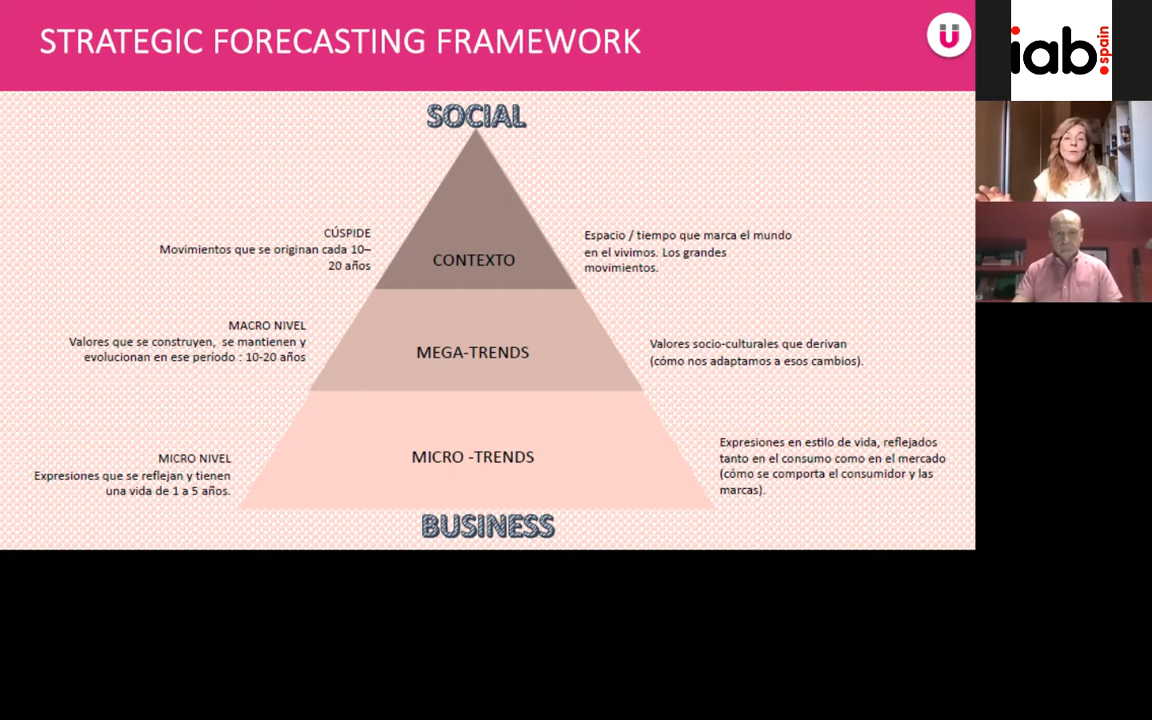 STRATEGIC FORECASTING FRAMEWORK
iab
spain
SOCIAL
CÚSPIDE
Movimientos que se originan cada 10–
20 años
CONTEXTO
Espacio / tiempo que marca el mundo
en el vivimos. Los grandes
movimientos.
MACRO NIVEL
Valores que se construyen, se mantienen y
evolucionan en ese período : 10-20 años
MEGA-TRENDS
Valores socio-culturales que derivan
(cómo nos adaptamos a esos cambios).
MICRO NIVEL
Expresiones que se reflejan y tienen
una vida de 1 a 5 años.
MICRO -TRENDS
Expresiones en estilo de vida, reflejados
tanto en el consumo como en el mercado
(cómo se comporta el consumidor y las
marcas).
BUSINESS